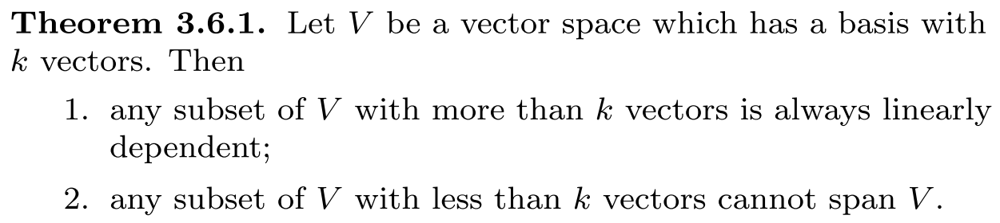 Theorem 3.6.1. Let V be a vector space which has a basis with
k vectors. Then
1. any subset of V with more than k vectors is always linearly
dependent;
2. any subset of V with less than k vectors cannot span V.